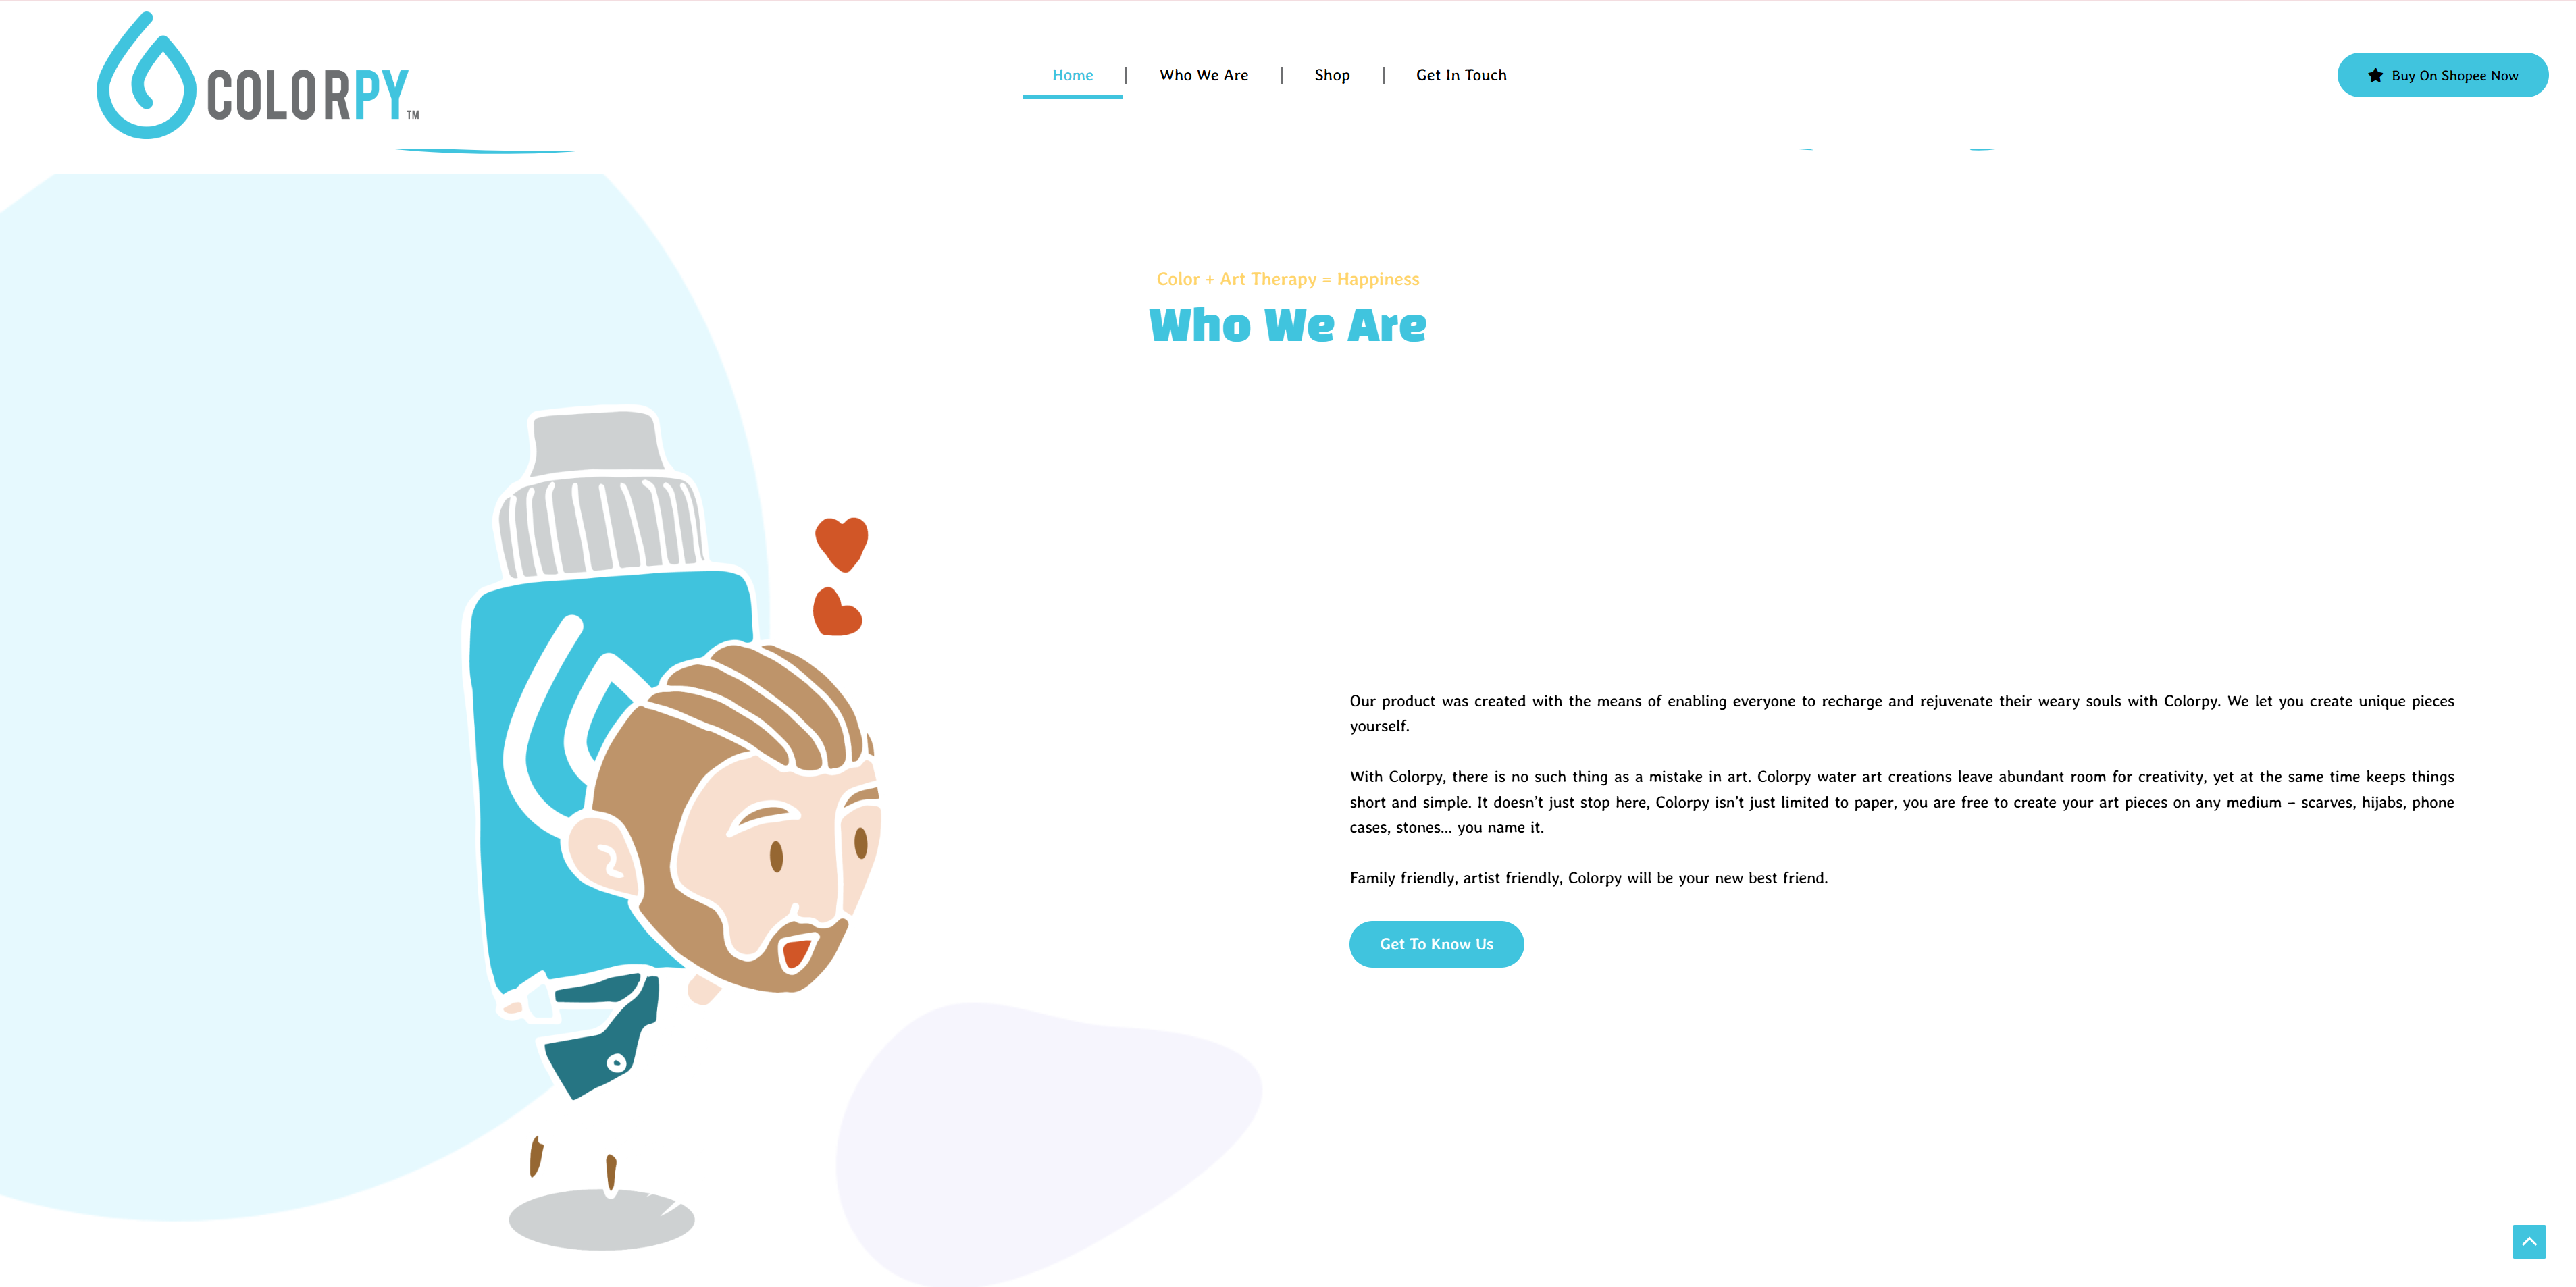 COLORPY™
Home
Who We Are
Shop
Get In Touch
Buy On Shopee Now
Color + Art Therapy = Happiness
Who We Are
Our product was created with the means of enabling everyone to recharge and rejuvenate their weary souls with Colorpy. We let you create unique pieces
yourself.
With Colorpy, there is no such thing as a mistake in art. Colorpy water art creations leave abundant room for creativity, yet at the same time keeps things
short and simple. It doesn’t just stop here, Colorpy isn’t just limited to paper, you are free to create your art pieces on any medium – scarves, hijabs, phone
cases, stones… you name it.
Family friendly, artist friendly, Colorpy will be your new best friend.
Get To Know Us